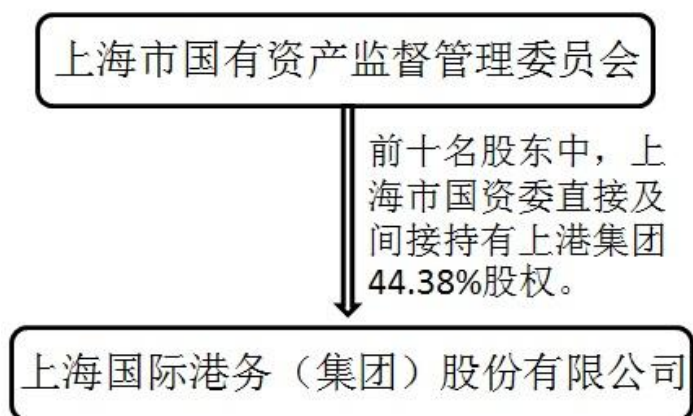 上海市国有资产监督管理委员会
前十名股东中，上
海市国资委直接及
间接持有上港集团
44.38%股权。
上海国际港务（集团）股份有限公司